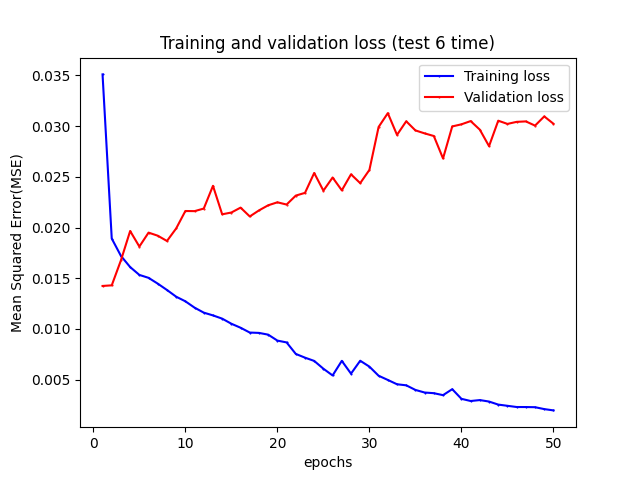 Training and validation loss (test 6 time)
Training loss
Validation loss
0.035
0.030
0.025
0.020
0.015
0.010
0.005
Mean Squared Error(MSE)
0 10 20 30 40 50
epochs